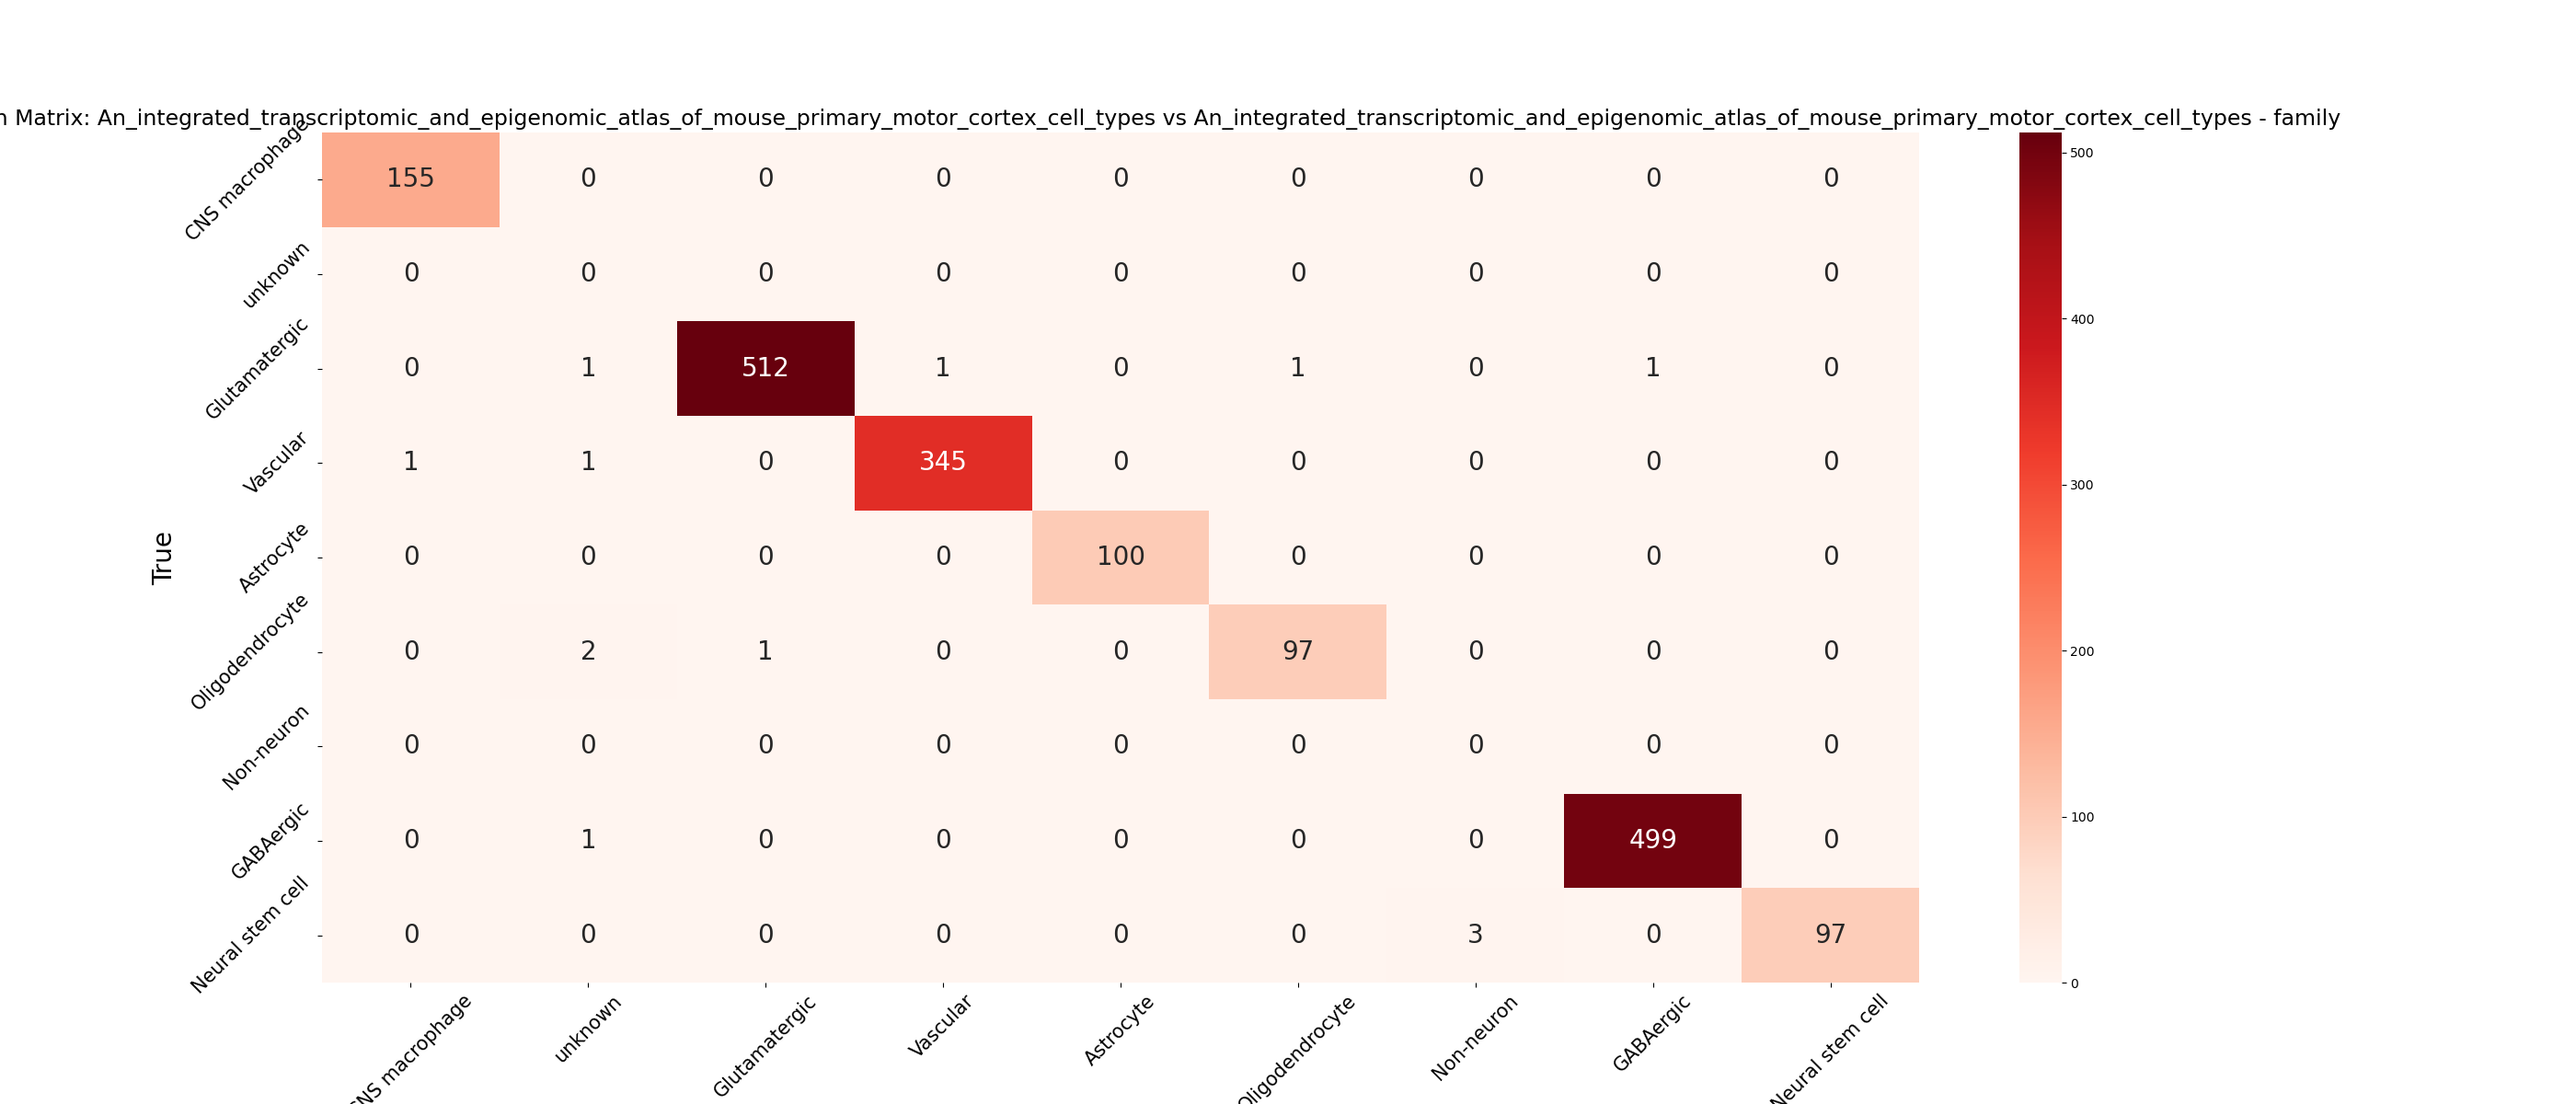 n Matrix: An_integrated_transcriptomic_and_epigenomic_atlas_of_mouse_primary_motor_cortex_cell_types vs An_integrated_transcriptomic_and_epigenomic_atlas_of_mouse_primary_motor_cortex_cell_types - family
CNS macrophage 155 0 0 0 0 0 0 0 0
unknown 0 0 0 0 0 0 0 0 0
Glutamatergic 0 1 512 1 0 1 0 1 0
Vascular 1 1 0 345 0 0 0 0 0
Astrocyte 0 0 0 0 100 0 0 0 0
Oligodendrocyte 0 2 1 0 0 97 0 0 0
Non-neuron 0 0 0 0 0 0 0 0 0
GABAergic 0 1 0 0 0 0 0 499 0
Neural stem cell 0 0 0 0 0 0 3 0 97
True
CNS macrophage
unknown
Glutamatergic
Vascular
Astrocyte
Oligodendrocyte
Non-neuron
GABAergic
Neural stem cell
500
400
300
200
100
0